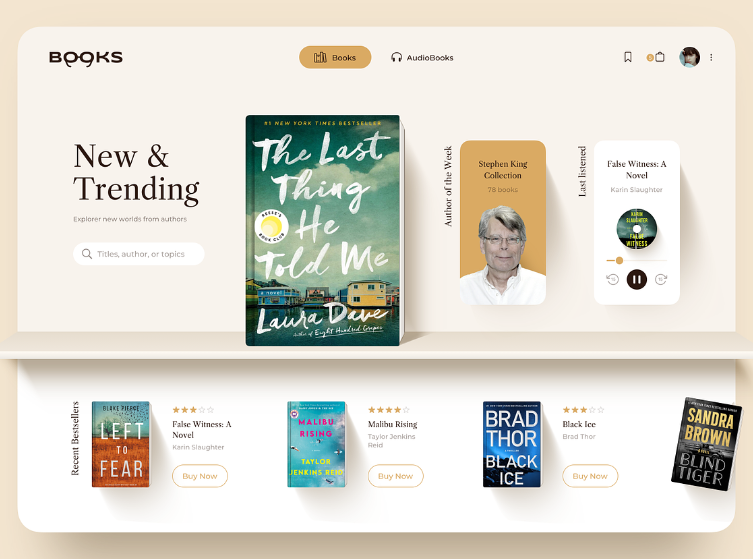 BOOKS
Books
AudioBooks
New &
Trending
Explorer new worlds from authors
Titles, author, or topics
#1 NEW YORK TIMES BESTSELLER
The Last
Thing
He
Told Me
REESE'S
BOOK CLUB
a novel
Laura Dave
author of Eight Hundred Grapes
Author of the Week
Stephen King
Collection
78 books
Last listened
False Witness: A
Novel
Karin Slaughter
KARIN
SLAUGHTER
FALSE
WITNESS
Recent Bestsellers
BLAKE PIERCE
LEFT
TO
FEAR
False Witness: A
Novel
Karin Slaughter
Buy Now
MALIBU
RISING
TAYLOR
JENKINS REID
Malibu Rising
Taylor Jenkins
Reid
Buy Now
BRAD
THOR
BLACK
ICE
Black Ice
Brad Thor
Buy Now
SANDRA
BROWN
BLIND
TIGER